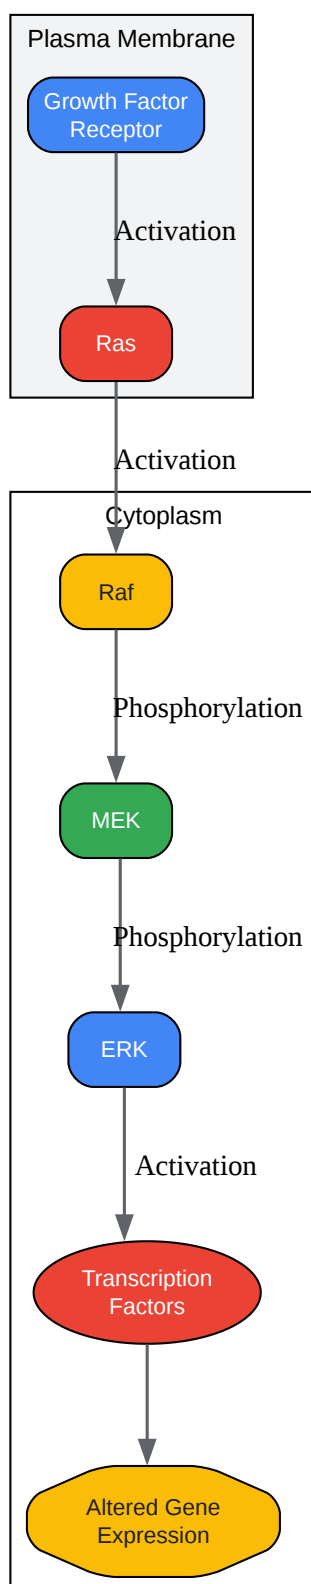 Plasma Membrane
Growth Factor
Receptor
Activation
Ras
Activation
Cytoplasm
Raf
Phosphorylation
MEK
Phosphorylation
ERK
Activation
Transcription
Factors
Altered Gene
Expression